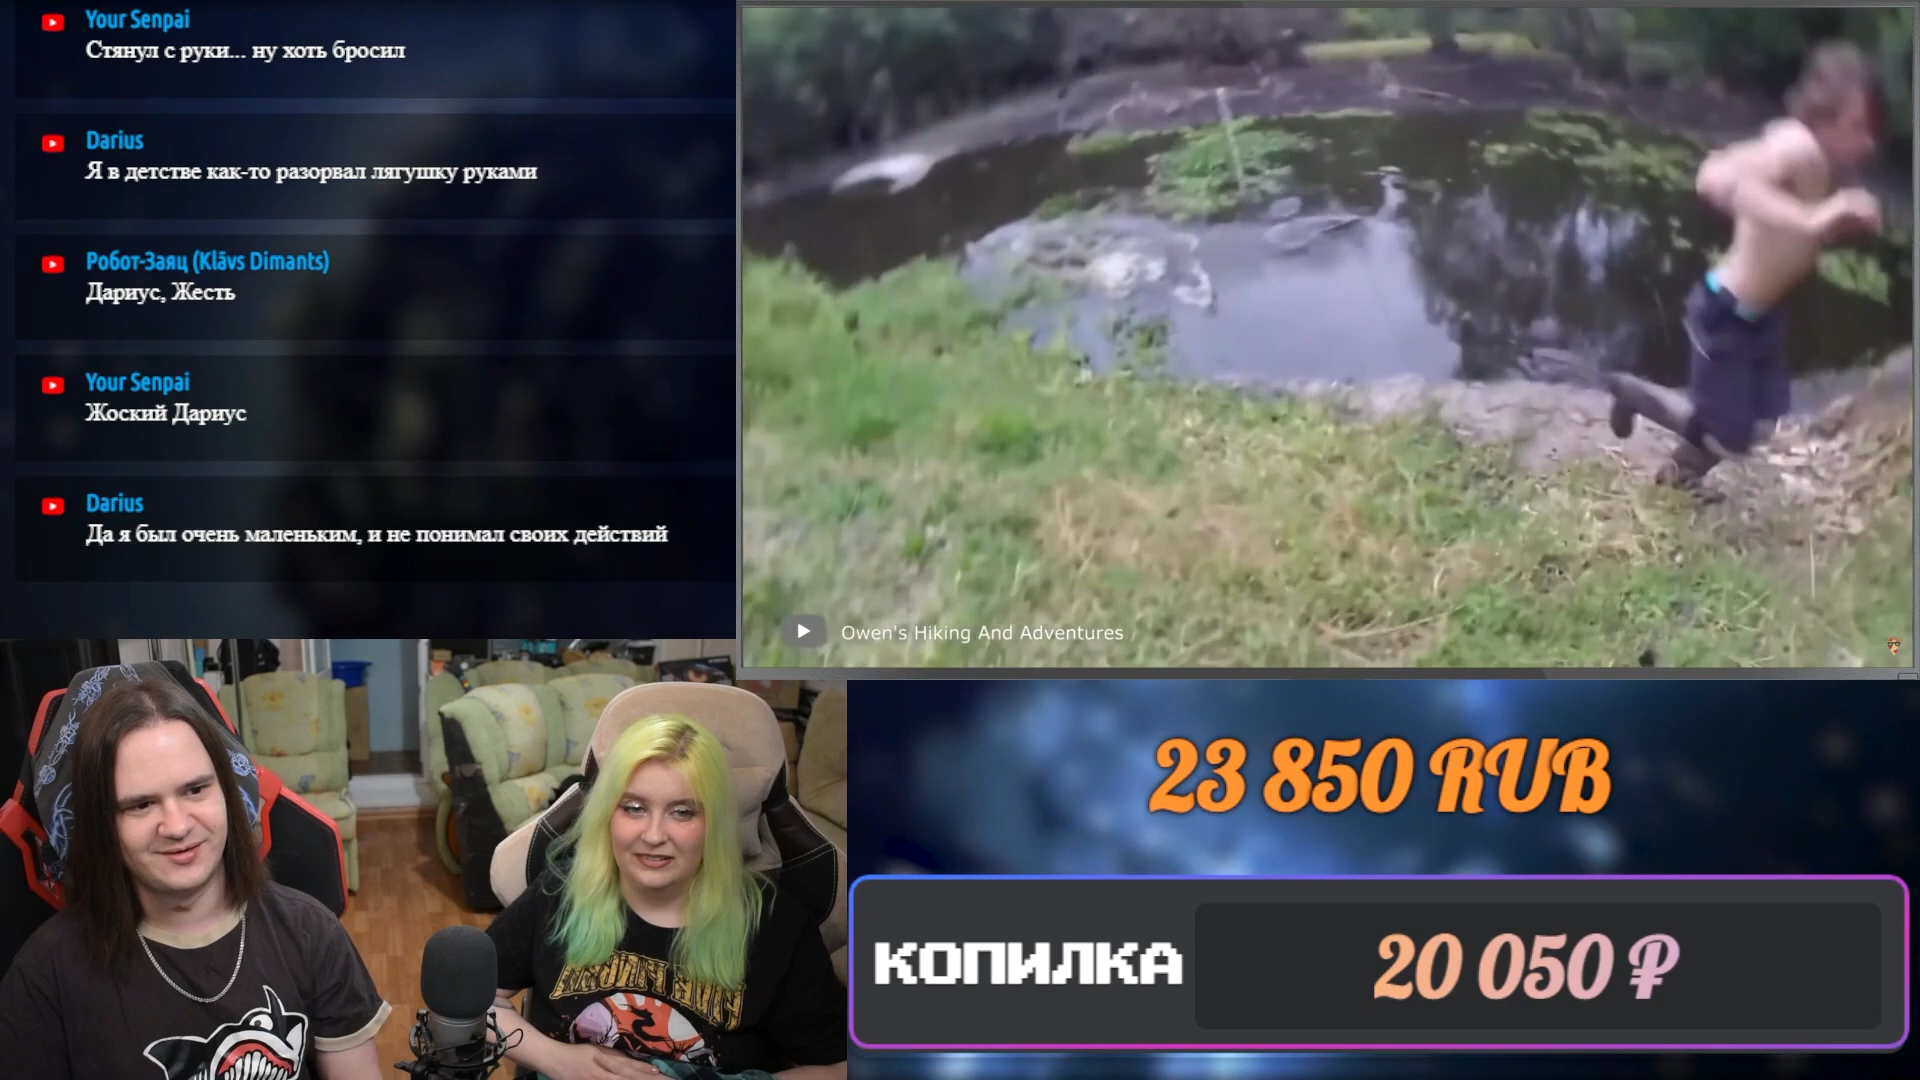 Your Senpai
Стянул с руки... ну хоть бросил
Darius
Я в детстве как-то разорвал лягушку руками
Робот-Заяц (Klāvs Dimants)
Дариус, Жесть
Your Senpai
Жоский Дариус
Darius
Да я был очень маленьким, и не понимал своих действий
Owen's Hiking And Adventures
23 850 RUB
КОПИЛКА
20 050 ₽